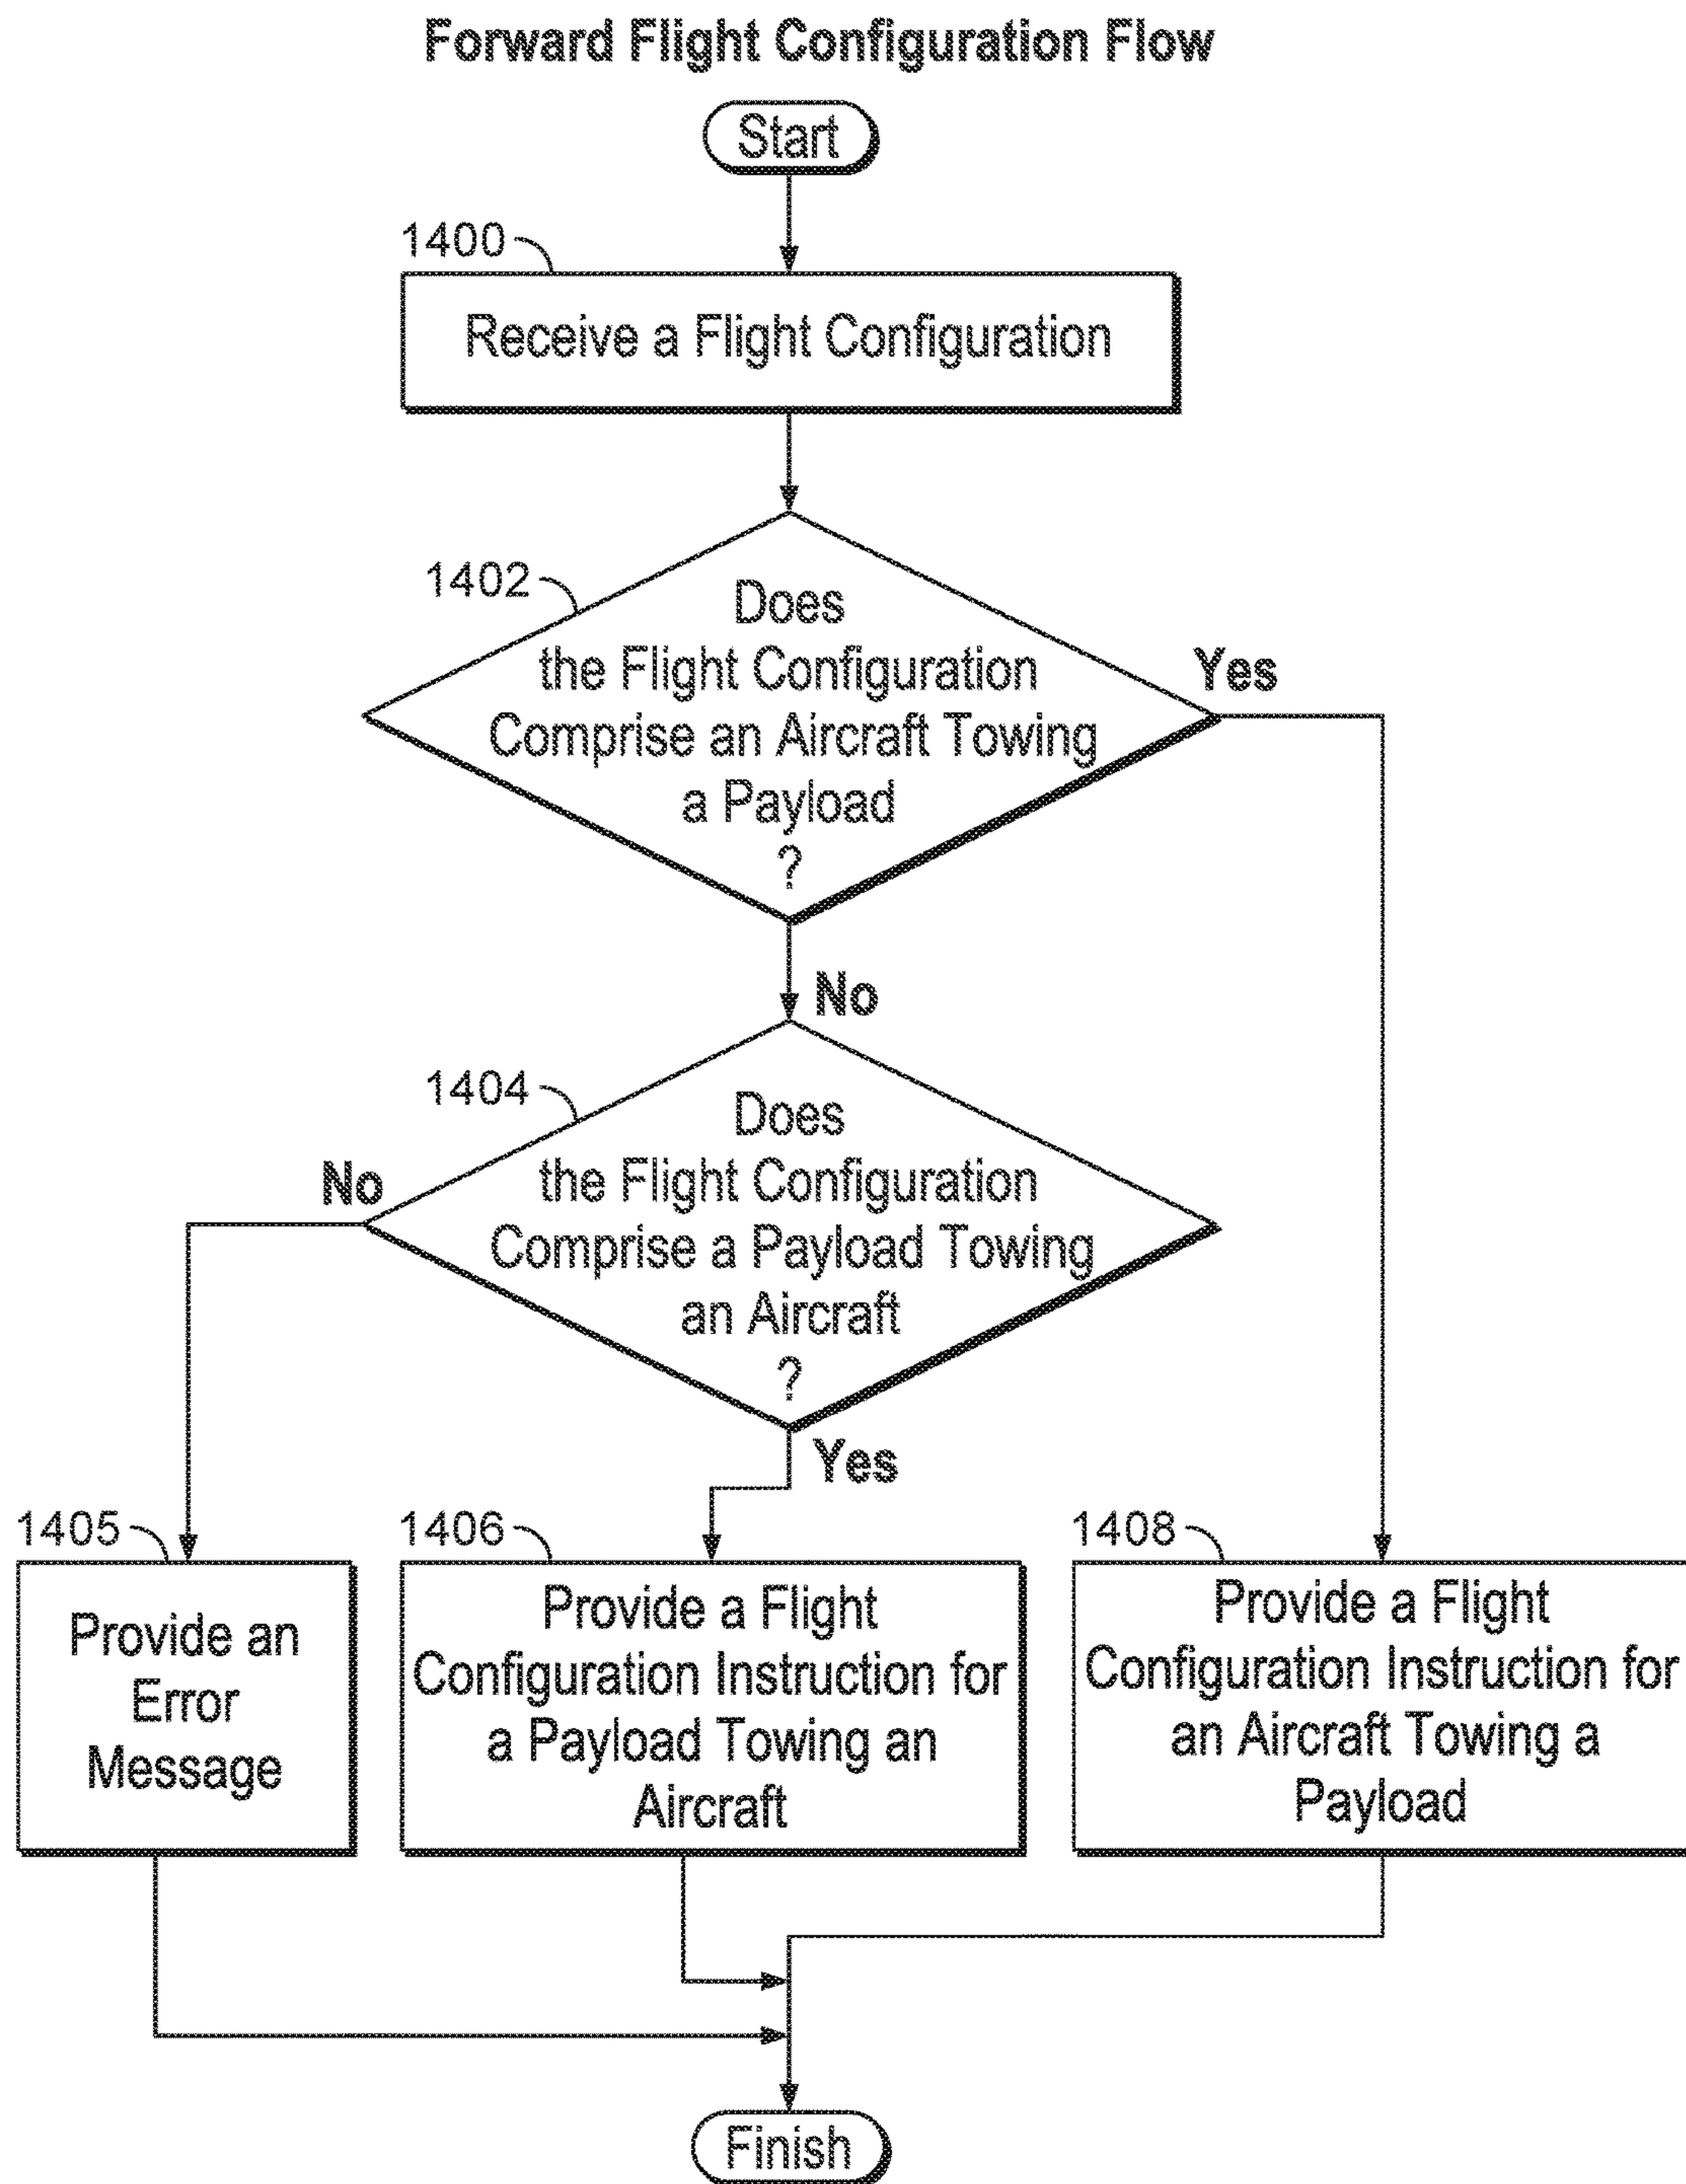 Forward Flight Configuration Flow
Start
1400
Receive a Flight Configuration
1402
Does
the Flight Configuration
Comprise an Aircraft Towing
a Payload
?
Yes
No
1404
Does
the Flight Configuration
Comprise a Payload Towing
an Aircraft
?
No
Yes
1405
Provide an
Error
Message
1406
Provide a Flight
Configuration Instruction for
a Payload Towing an
Aircraft
1408
Provide a Flight
Configuration Instruction for
an Aircraft Towing a
Payload
Finish